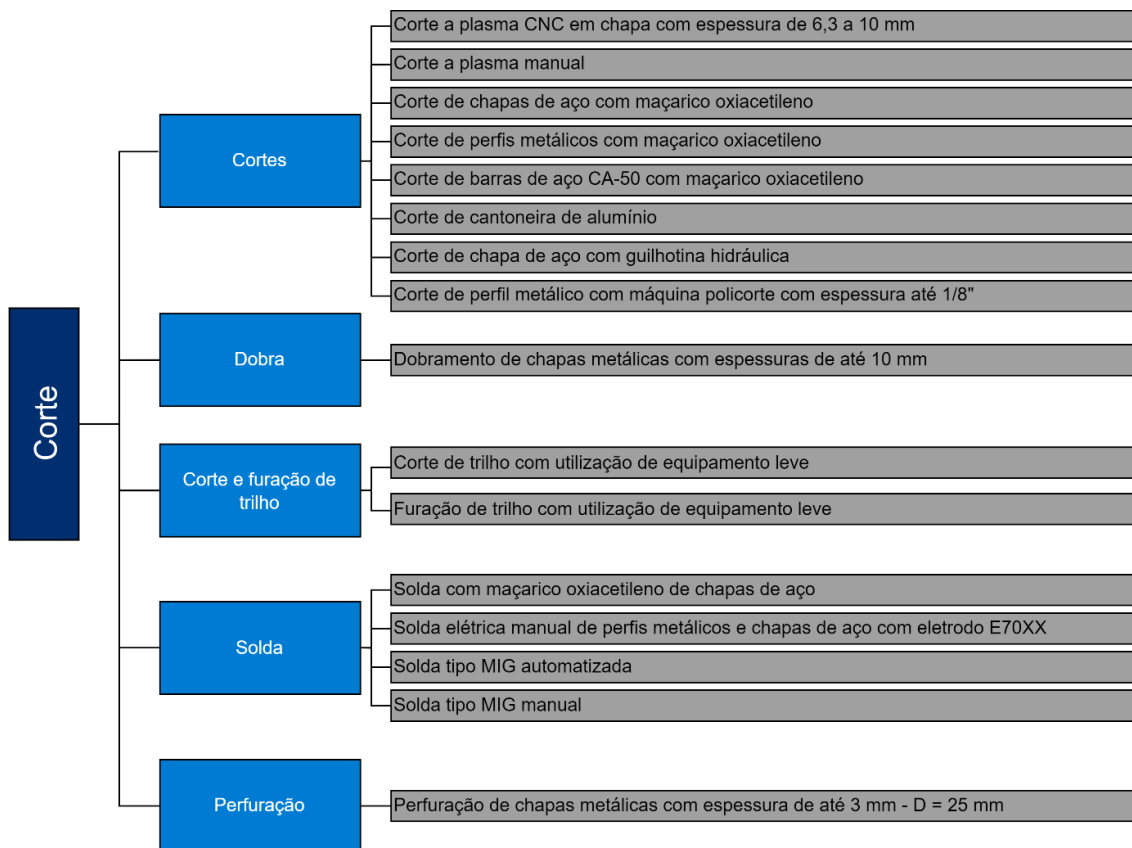 Corte
Cortes
Corte a plasma CNC em chapa com espessura de 6,3 a 10 mm
Corte a plasma manual
Corte de chapas de aço com maçarico oxiacetileno
Corte de perfis metálicos com maçarico oxiacetileno
Corte de barras de aço CA-50 com maçarico oxiacetileno
Corte de cantoneira de alumínio
Corte de chapa de aço com guilhotina hidráulica
Corte de perfil metálico com máquina policorte com espessura até 1/8"
Dobra
Dobramento de chapas metálicas com espessuras de até 10 mm
Corte e furação de
trilho
Corte de trilho com utilização de equipamento leve
Furação de trilho com utilização de equipamento leve
Solda
Solda com maçarico oxiacetileno de chapas de aço
Solda elétrica manual de perfis metálicos e chapas de aço com eletrodo E70XX
Solda tipo MIG automatizada
Solda tipo MIG manual
Perfuração
Perfuração de chapas metálicas com espessura de até 3 mm - D = 25 mm